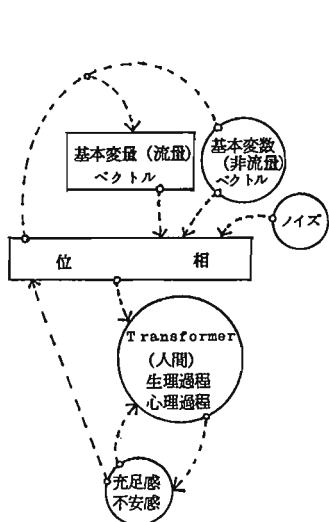 基本変量（流量）
ベクトル
基本変数
（非流量）
ベクトル
ノイズ
位　相
Transformer
（人間）
生理過程
心理過程
充足感
不安感